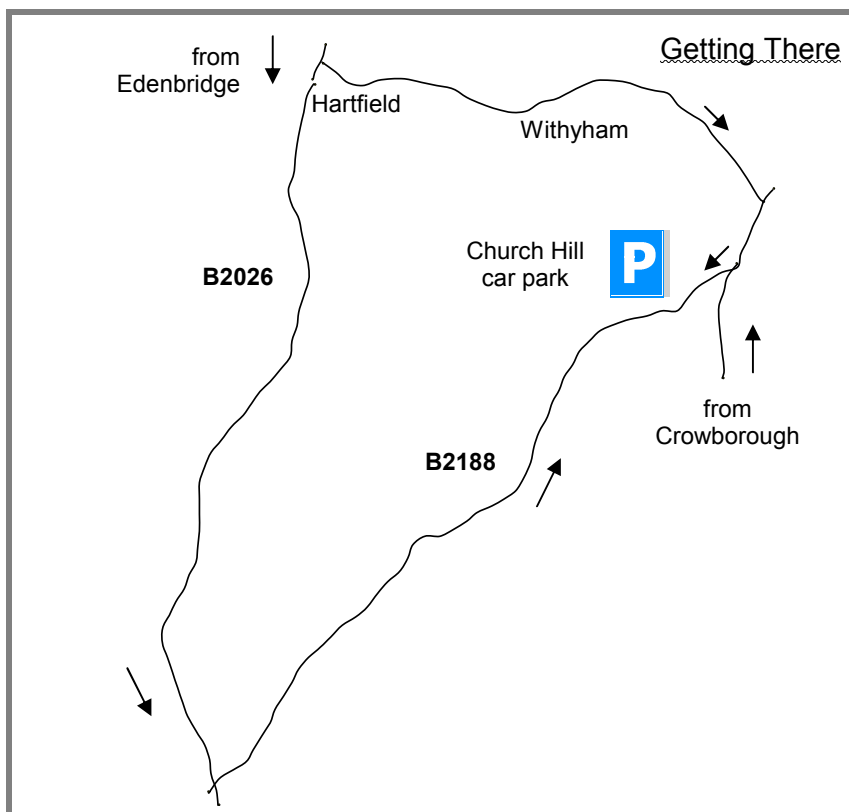 Getting There
from
Edenbridge
Hartfield
Withyham
Church Hill
car park
P
B2026
from
Crowborough
B2188